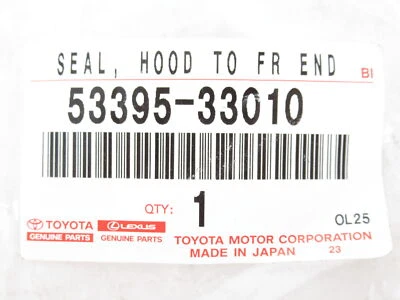 SEAL, HOOD TO FR END
BI
53395-33010
QTY: 1
OL25
TOYOTA LEXUS
GENUINE PARTS GENUINE PARTS
TOYOTA MOTOR CORPORATION
MADE IN JAPAN 23